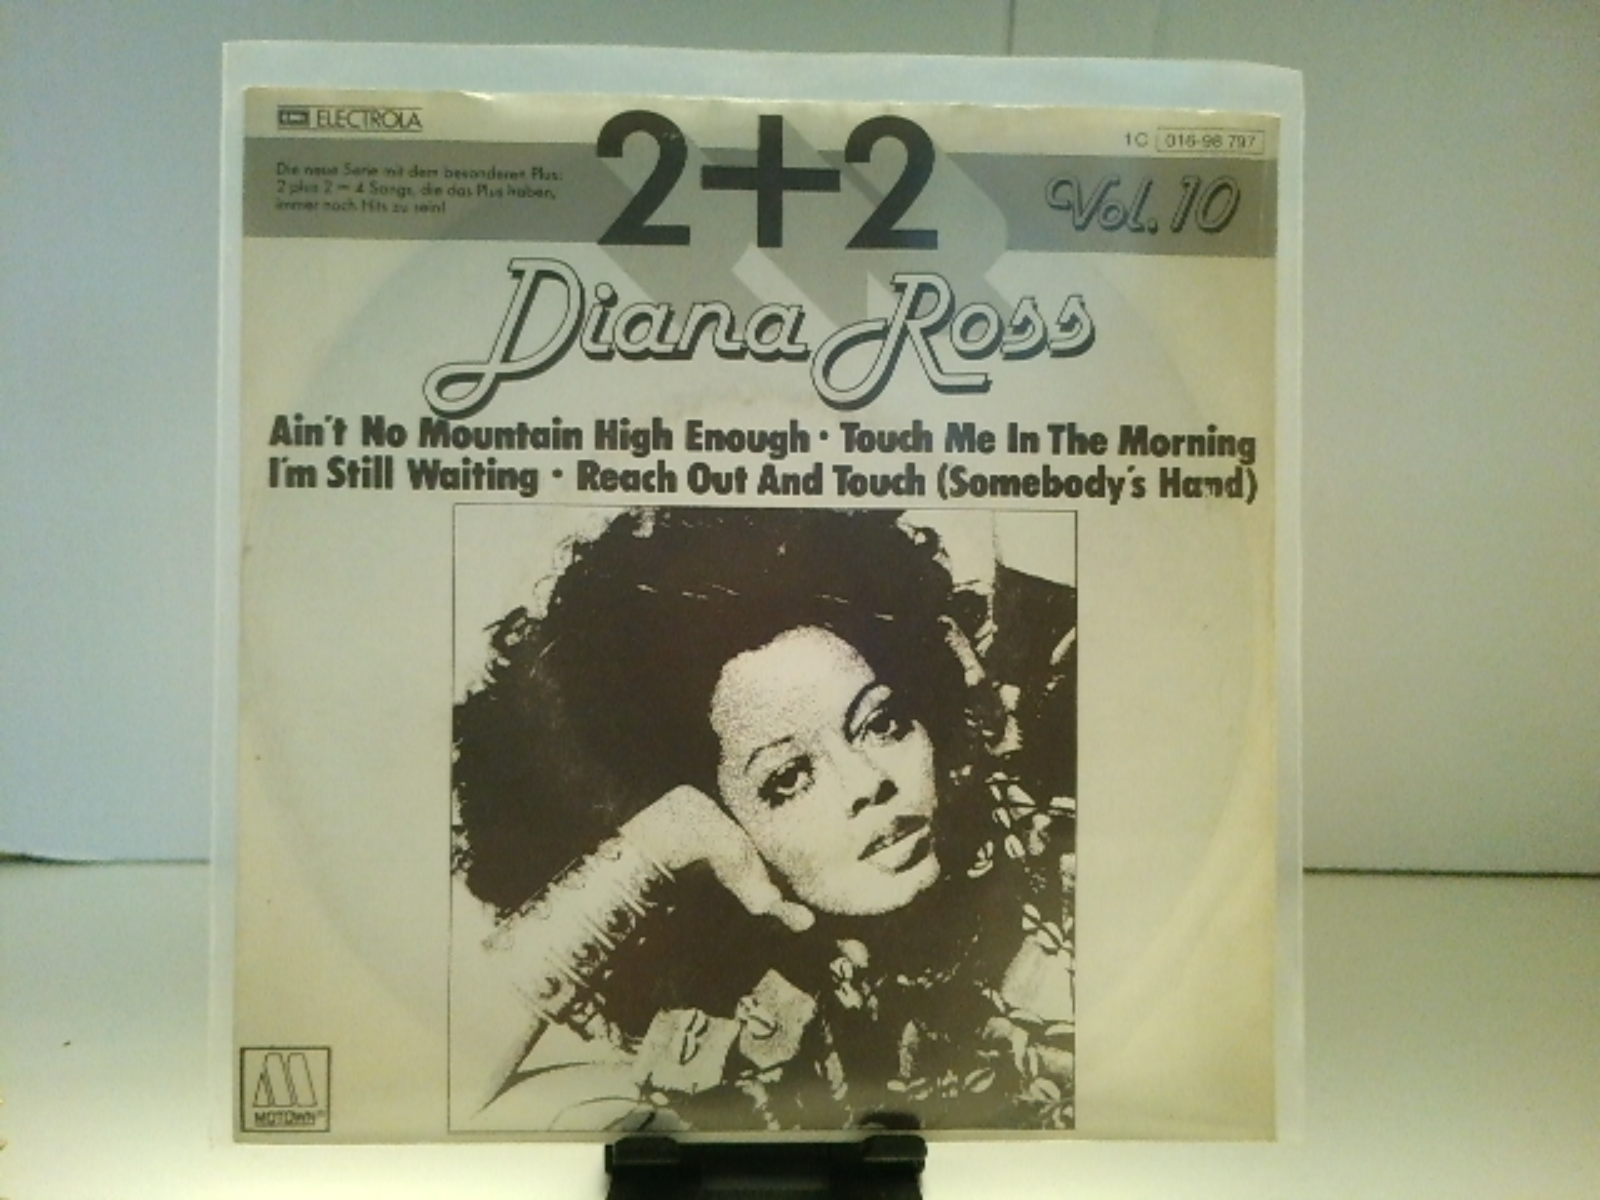 EMI ELECTROLA
1C 016-98 797
2+2
Die neue Serie mit dem besonderen Plus:
2 plus 2 = 4 Songs, die das Plus haben,
immer noch Hits zu sein!
Vol. 10
Diana Ross
Ain't No Mountain High Enough · Touch Me In The Morning
I'm Still Waiting · Reach Out And Touch (Somebody's Hand)
MOTOWN